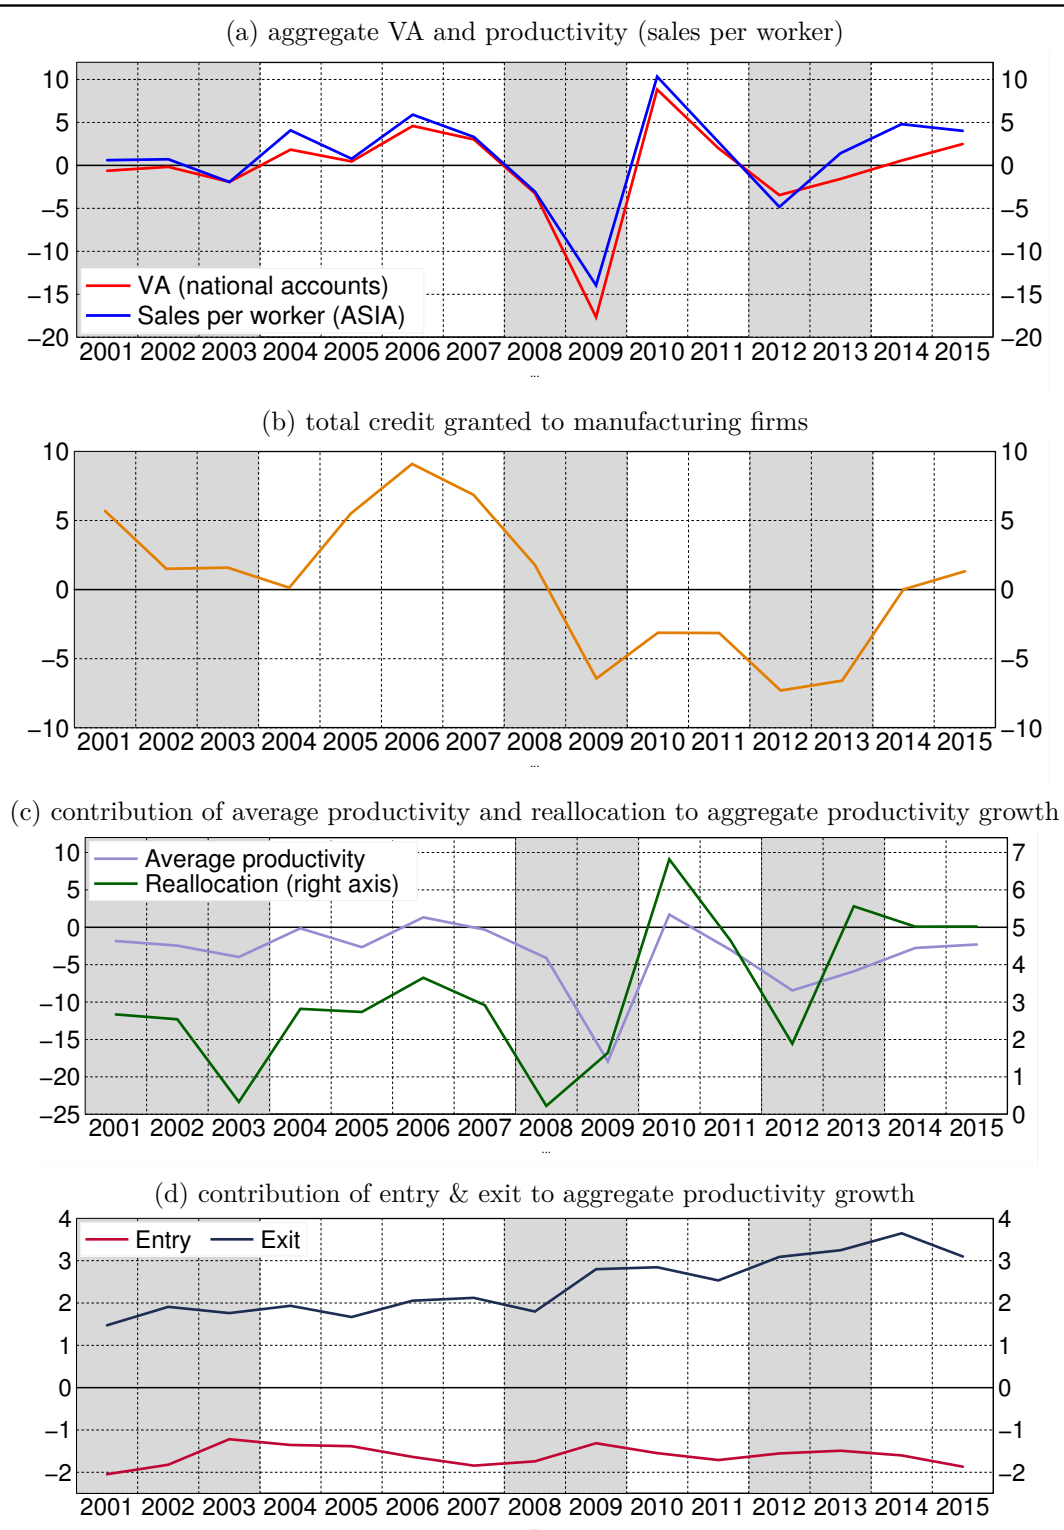 (a) aggregate VA and productivity (sales per worker)
10 10
5 5
0 0
−5 −5
−10 −10
−15 −15
−20 −20
VA (national accounts)
Sales per worker (ASIA)
2001 2002 2003 2004 2005 2006 2007 2008 2009 2010 2011 2012 2013 2014 2015
...
(b) total credit granted to manufacturing firms
10 10
5 5
0 0
−5 −5
−10 −10
2001 2002 2003 2004 2005 2006 2007 2008 2009 2010 2011 2012 2013 2014 2015
...
(c) contribution of average productivity and reallocation to aggregate productivity growth
Average productivity
Reallocation (right axis)
10 7
5 6
0 5
−5 4
−10 3
−15 2
−20 1
−25 0
2001 2002 2003 2004 2005 2006 2007 2008 2009 2010 2011 2012 2013 2014 2015
...
(d) contribution of entry & exit to aggregate productivity growth
Entry Exit
4 4
3 3
2 2
1 1
0 0
−1 −1
−2 −2
2001 2002 2003 2004 2005 2006 2007 2008 2009 2010 2011 2012 2013 2014 2015
...